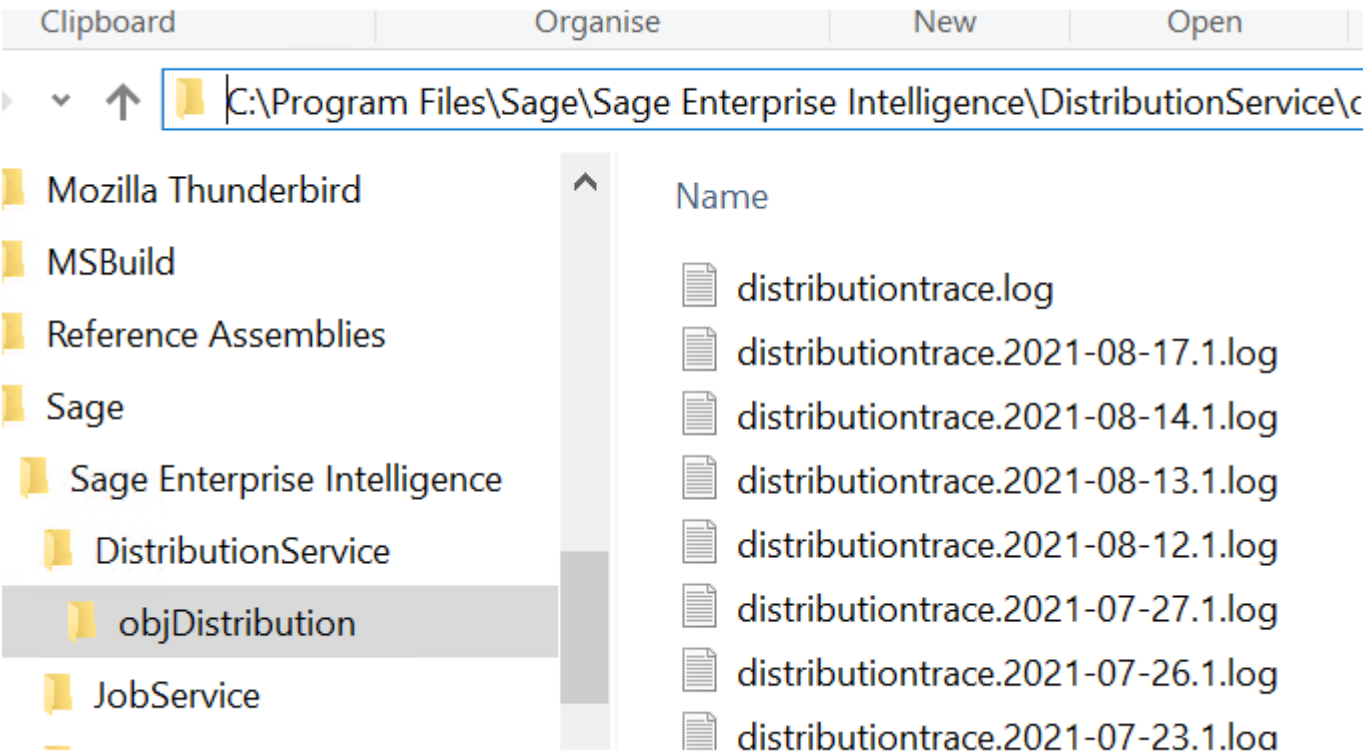 Clipboard Organise New Open
C:\Program Files\Sage\Sage Enterprise Intelligence\DistributionService\
Mozilla Thunderbird
MSBuild
Reference Assemblies
Sage
Sage Enterprise Intelligence
DistributionService
objDistribution
JobService
Name
distributiontrace.log
distributiontrace.2021-08-17.1.log
distributiontrace.2021-08-14.1.log
distributiontrace.2021-08-13.1.log
distributiontrace.2021-08-12.1.log
distributiontrace.2021-07-27.1.log
distributiontrace.2021-07-26.1.log
distributiontrace.2021-07-23.1.log